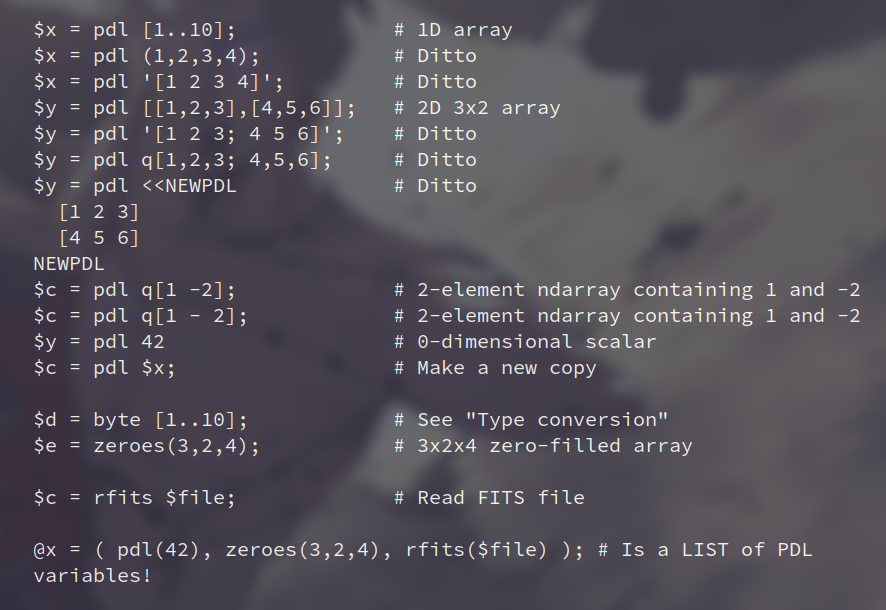 $x = pdl [1..10];             # 1D array
$x = pdl (1,2,3,4);           # Ditto
$x = pdl '[1 2 3 4]';         # Ditto
$y = pdl [[1,2,3],[4,5,6]];   # 2D 3x2 array
$y = pdl '[1 2 3; 4 5 6]';    # Ditto
$y = pdl q[1,2,3; 4,5,6];     # Ditto
$y = pdl <<NEWPDL             # Ditto
  [1 2 3]
  [4 5 6]
NEWPDL
$c = pdl q[1 -2];             # 2-element ndarray containing 1 and -2
$c = pdl q[1 - 2];            # 2-element ndarray containing 1 and -2
$y = pdl 42                   # 0-dimensional scalar
$c = pdl $x;                  # Make a new copy

$d = byte [1..10];            # See "Type conversion"
$e = zeroes(3,2,4);           # 3x2x4 zero-filled array

$c = rfits $file;             # Read FITS file

@x = ( pdl(42), zeroes(3,2,4), rfits($file) ); # Is a LIST of PDL
variables!